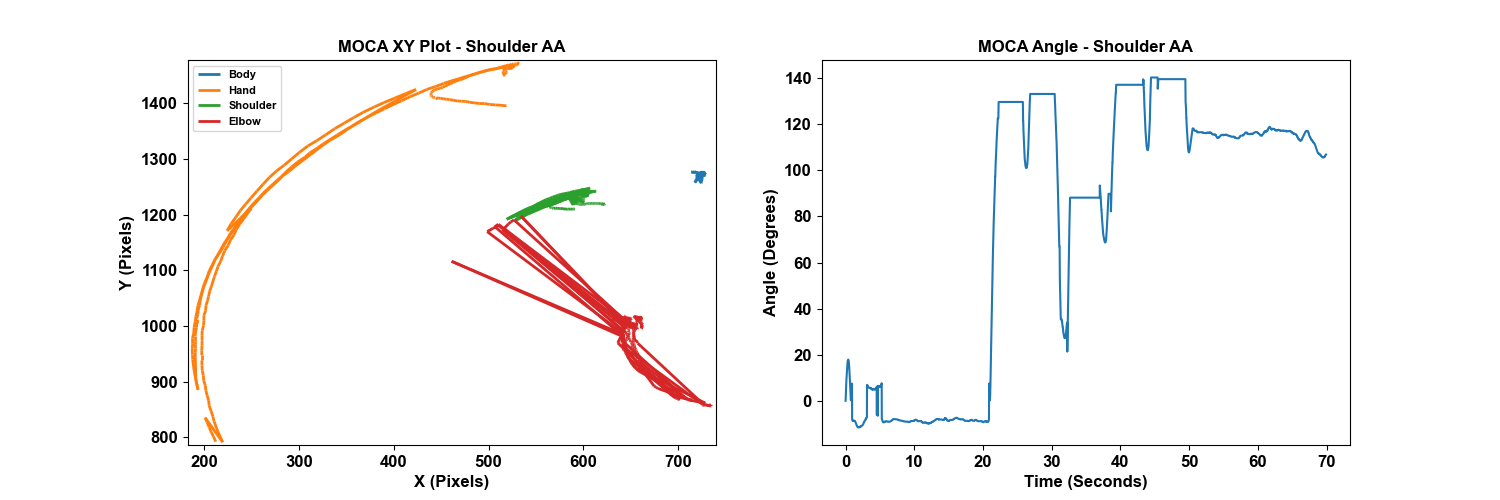 MOCA XY Plot - Shoulder AA
Body
Hand
Shoulder
Elbow
1400
1300
1200
1100
1000
900
800
Y (Pixels)
200 300 400 500 600 700
X (Pixels)
MOCA Angle - Shoulder AA
140
120
100
80
60
40
20
0
Angle (Degrees)
0 10 20 30 40 50 60 70
Time (Seconds)